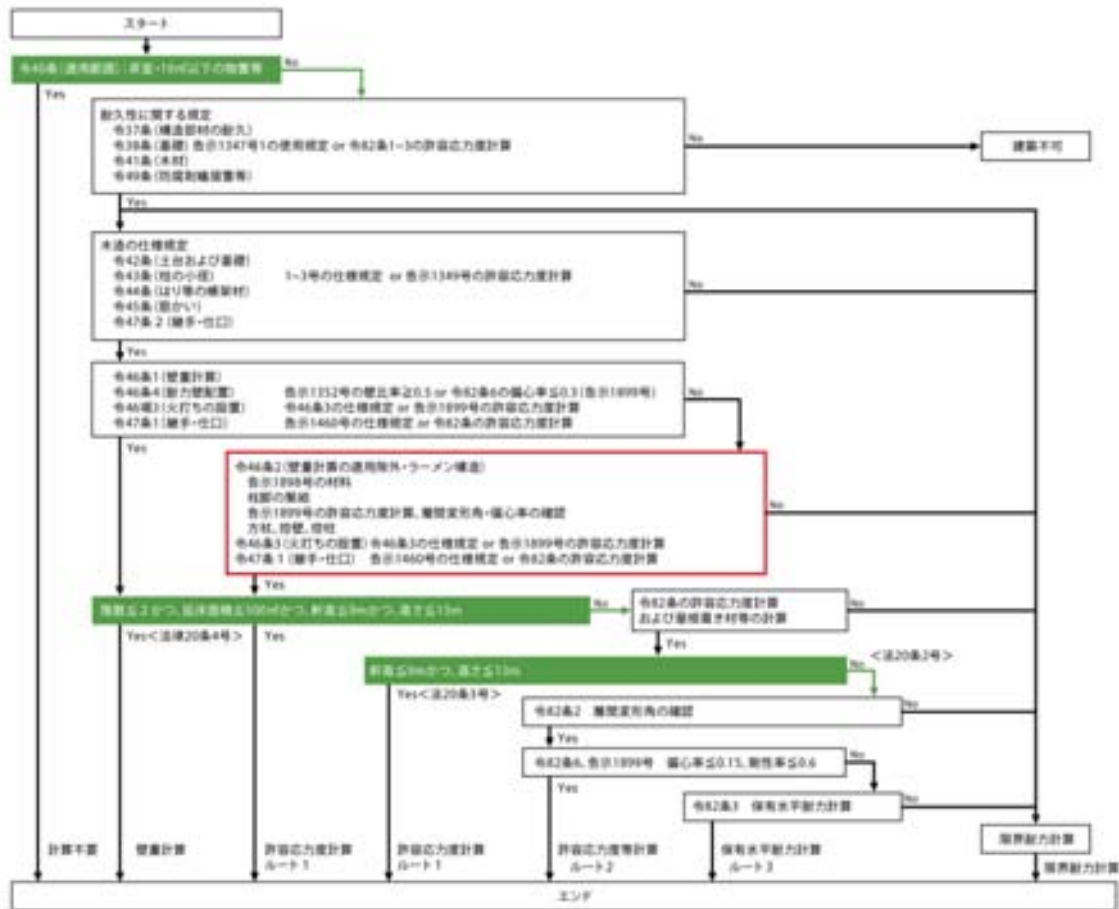 スタート
令40条(適用範囲):茶室・10㎡以下の物置等
No
Yes
耐久性に関する規定
令37条(構造部材の耐久)
令38条(基礎) 告示1347号1の使用規定 or 令82条1~3の許容応力度計算
令41条(木材)
令49条(防腐防蟻措置等)
No
建築不可
Yes
木造の仕様規定
令42条(土台および基礎)
令43条(柱の小径) 1~3号の仕様規定 or 告示1349号の許容応力度計算
令44条(はり等の横架材)
令45条(筋かい)
令47条2(継手・仕口)
No
Yes
令46条1(壁量計算)
令46条4(耐力壁配置) 告示1352号の壁比率≧0.5 or 令82条6の偏心率≦0.3(告示1899号)
(火打ちの設置) 令46条3の仕様規定 or 告示1899号の許容応力度計算
令47条1(継手・仕口) 告示1460号の仕様規定 or 令82条の許容応力度計算
No
Yes
令46条2(壁量計算の適用除外・ラーメン構造)
告示1898号の材料
柱脚の緊結
告示1899号の許容応力度計算、層間変形角・偏心率の確認
方杖、控壁、控柱
令46条3(火打ちの設置) 令46条3の仕様規定 or 告示1899号の許容応力度計算
令47条1(継手・仕口) 告示1460号の仕様規定 or 令82条の許容応力度計算
No
Yes
階数≦2かつ、延床面積≦500㎡かつ、軒高≦9mかつ、高さ≦13m
No
令82条の許容応力度計算
および屋根葺き材等の計算
No
Yes<法律20条4号>
Yes
Yes
軒高≦9mかつ、高さ≦13m
No
<法20条2号>
Yes<法20条3号>
令82条2 層間変形角の確認
No
Yes
令82条6、告示1899号 偏心率≦0.15、剛性率≦0.6
No
Yes
令82条3 保有水平耐力計算
No
限界耐力計算
計算不要
壁量計算
許容応力度計算
ルート1
許容応力度計算
ルート1
許容応力度等計算
ルート2
保有水平耐力計算
ルート3
限界耐力計算
エンド